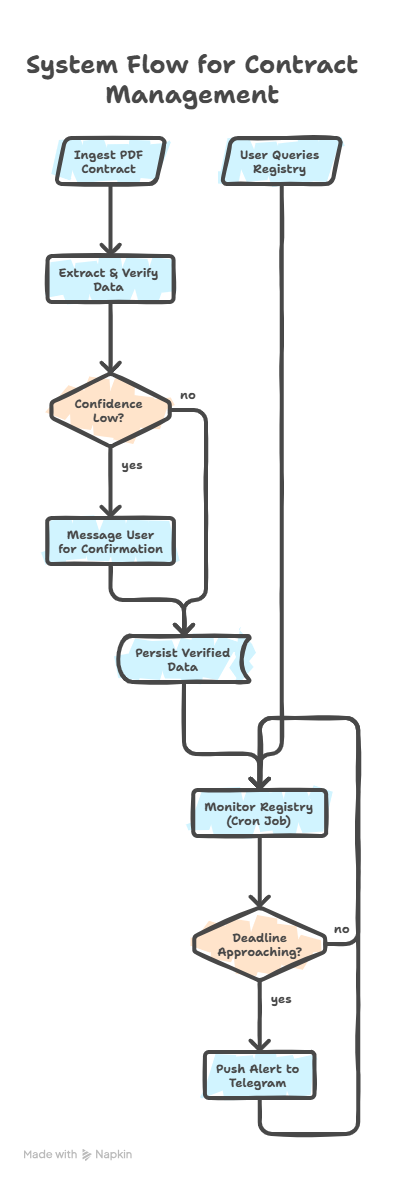 System Flow for Contract
Management
Ingest PDF
Contract
User Queries
Registry
Extract & Verify
Data
Confidence
Low?
no
yes
Message User
for Confirmation
Persist Verified
Data
Monitor Registry
(Cron Job)
Deadline
Approaching?
no
yes
Push Alert to
Telegram
Made with Napkin